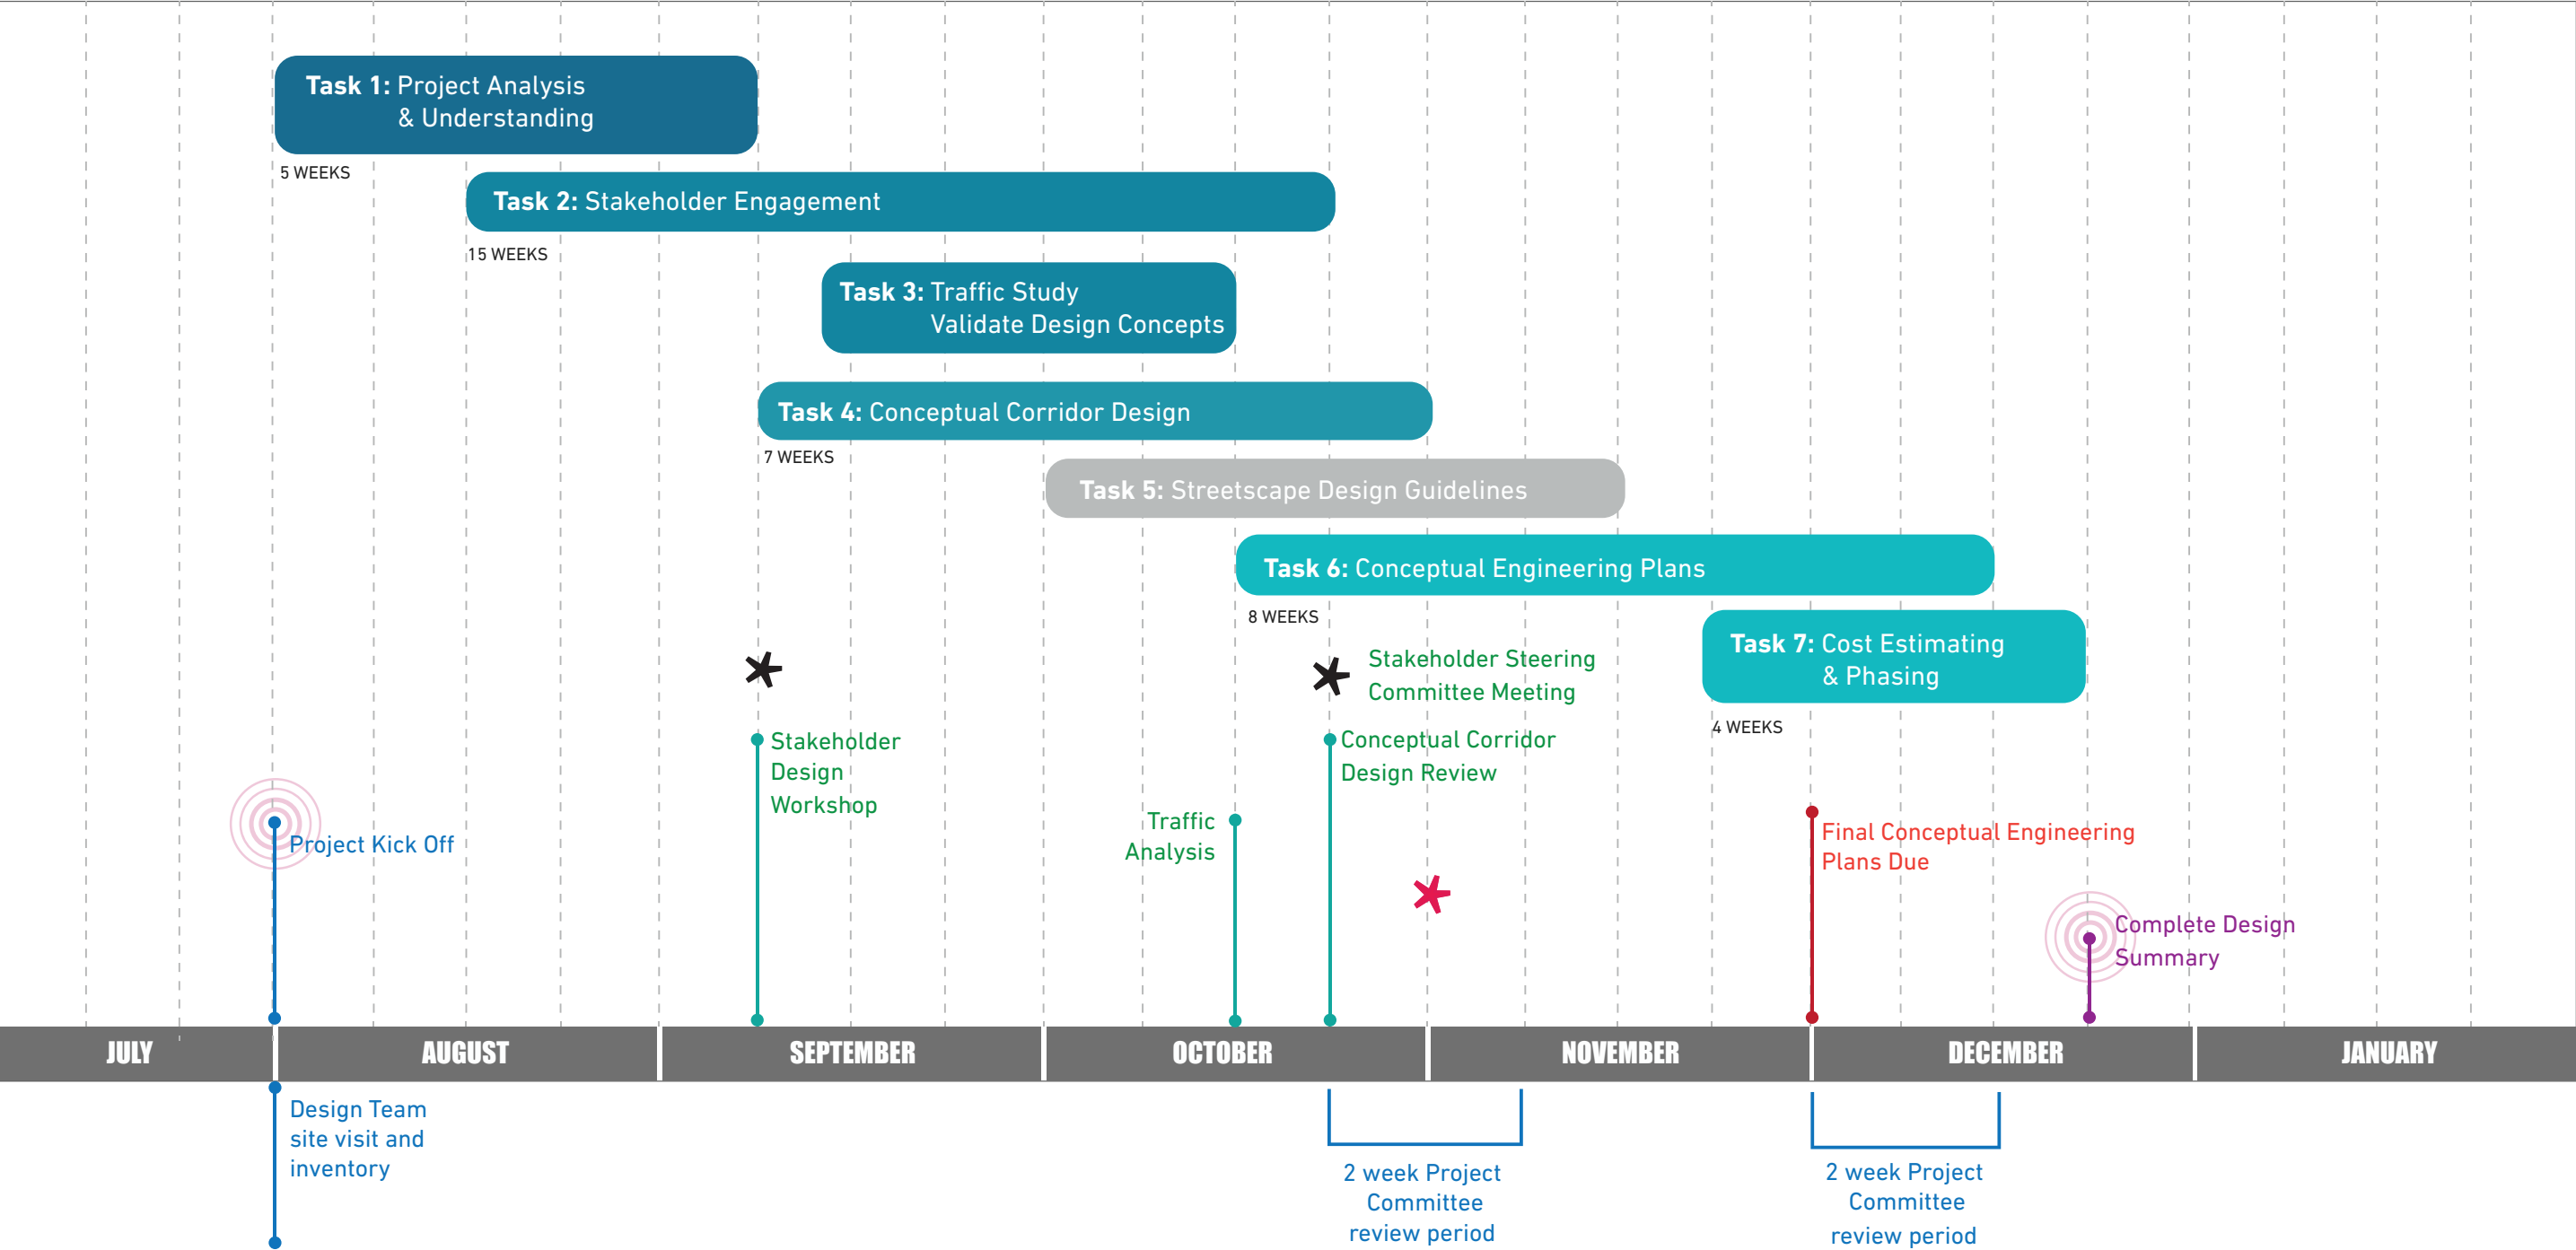 Task 1: Project Analysis
& Understanding
5 WEEKS
Task 2: Stakeholder Engagement
15 WEEKS
Task 3: Traffic Study
Validate Design Concepts
Task 4: Conceptual Corridor Design
7 WEEKS
Task 5: Streetscape Design Guidelines
Task 6: Conceptual Engineering Plans
8 WEEKS
Task 7: Cost Estimating
& Phasing
4 WEEKS
Stakeholder Steering
Committee Meeting
Stakeholder
Design
Workshop
Conceptual Corridor
Design Review
Project Kick Off
Traffic
Analysis
Final Conceptual Engineering
Plans Due
Complete Design
Summary
JULY
AUGUST
SEPTEMBER
OCTOBER
NOVEMBER
DECEMBER
JANUARY
Design Team
site visit and
inventory
2 week Project
Committee
review period
2 week Project
Committee
review period